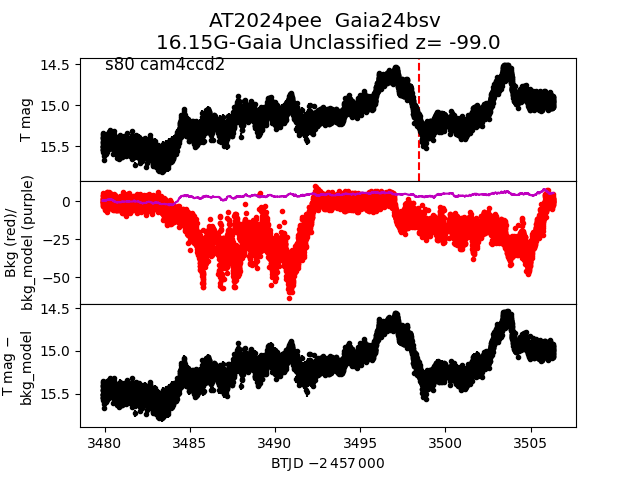 AT2024pee Gaia24bsv
16.15G-Gaia Unclassified z= -99.0
s80 cam4ccd2
14.5
15.0
15.5
T mag
0
−25
−50
Bkg (red)/
bkg_model (purple)
14.5
15.0
15.5
T mag −
bkg_model
3480 3485 3490 3495 3500 3505
BTJD −2 457 000